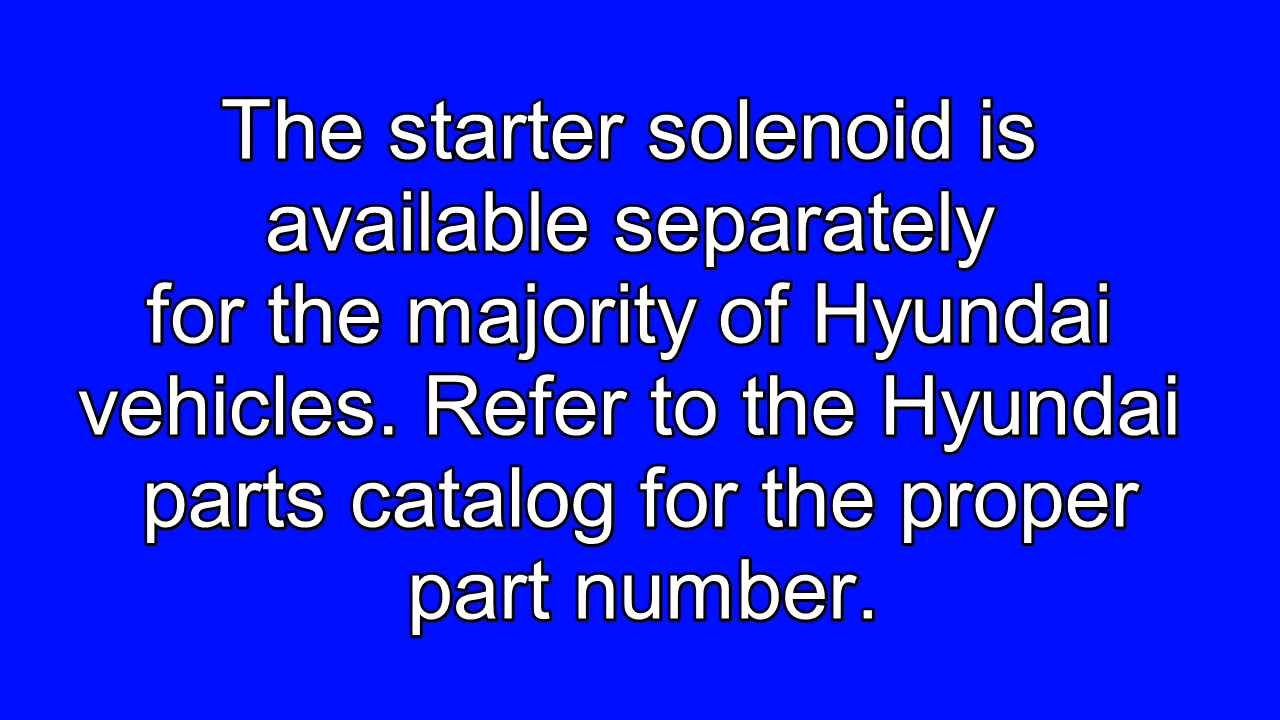 The starter solenoid is
available separately
for the majority of Hyundai
vehicles. Refer to the Hyundai
parts catalog for the proper
part number.